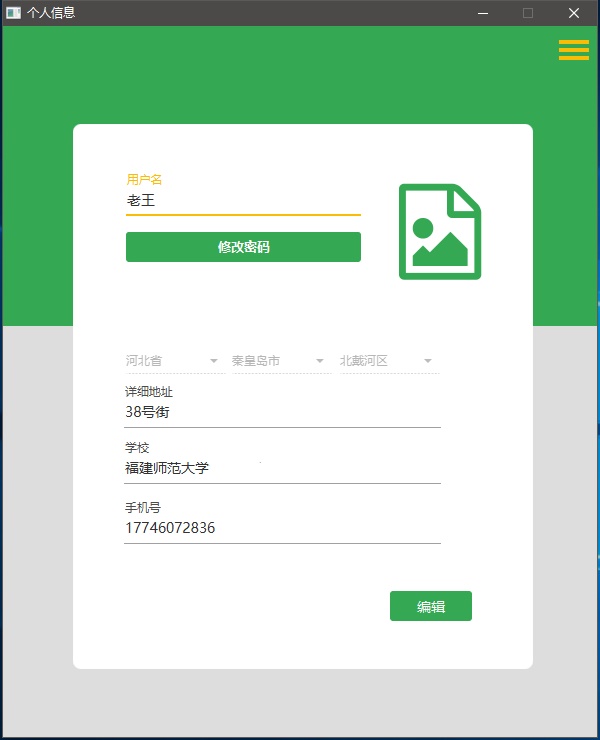 个人信息
用户名
老王
修改密码
河北省 秦皇岛市 北戴河区
详细地址
38号街
学校
福建师范大学
手机号
17746072836
编辑